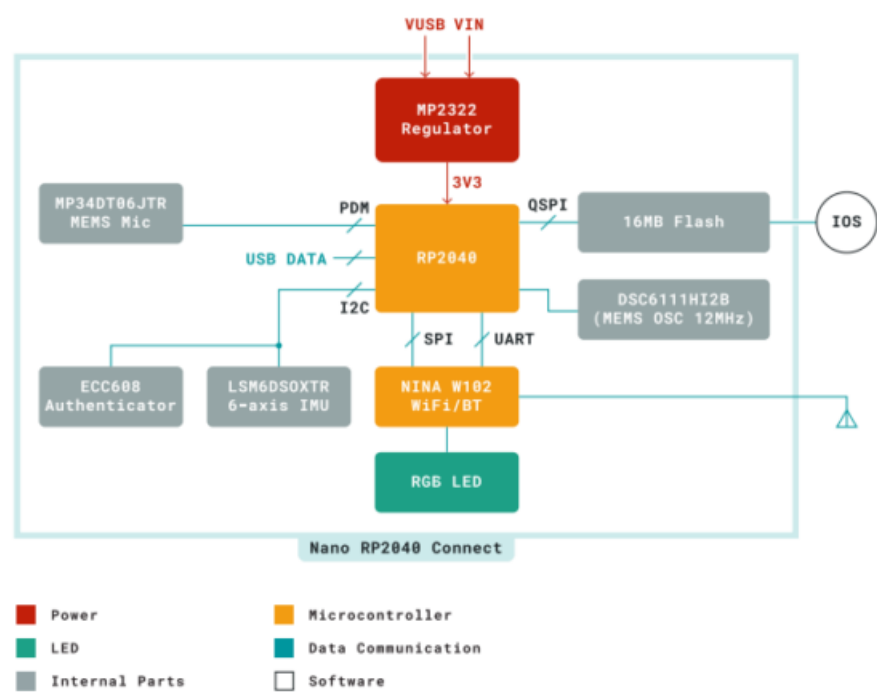 VUSB VIN
MP2322
Regulator
3V3
MP34DT06JTR
MEMS Mic
PDM
QSPI
16MB Flash
IOS
USB DATA
RP2040
I2C
DSC6111HI2B
(MEMS OSC 12MHz)
SPI
UART
ECC608
Authenticator
LSM6DSOXTR
6-axis IMU
NINA W102
WiFi/BT
RGB LED
Nano RP2040 Connect
Power
Microcontroller
LED
Data Communication
Internal Parts
Software